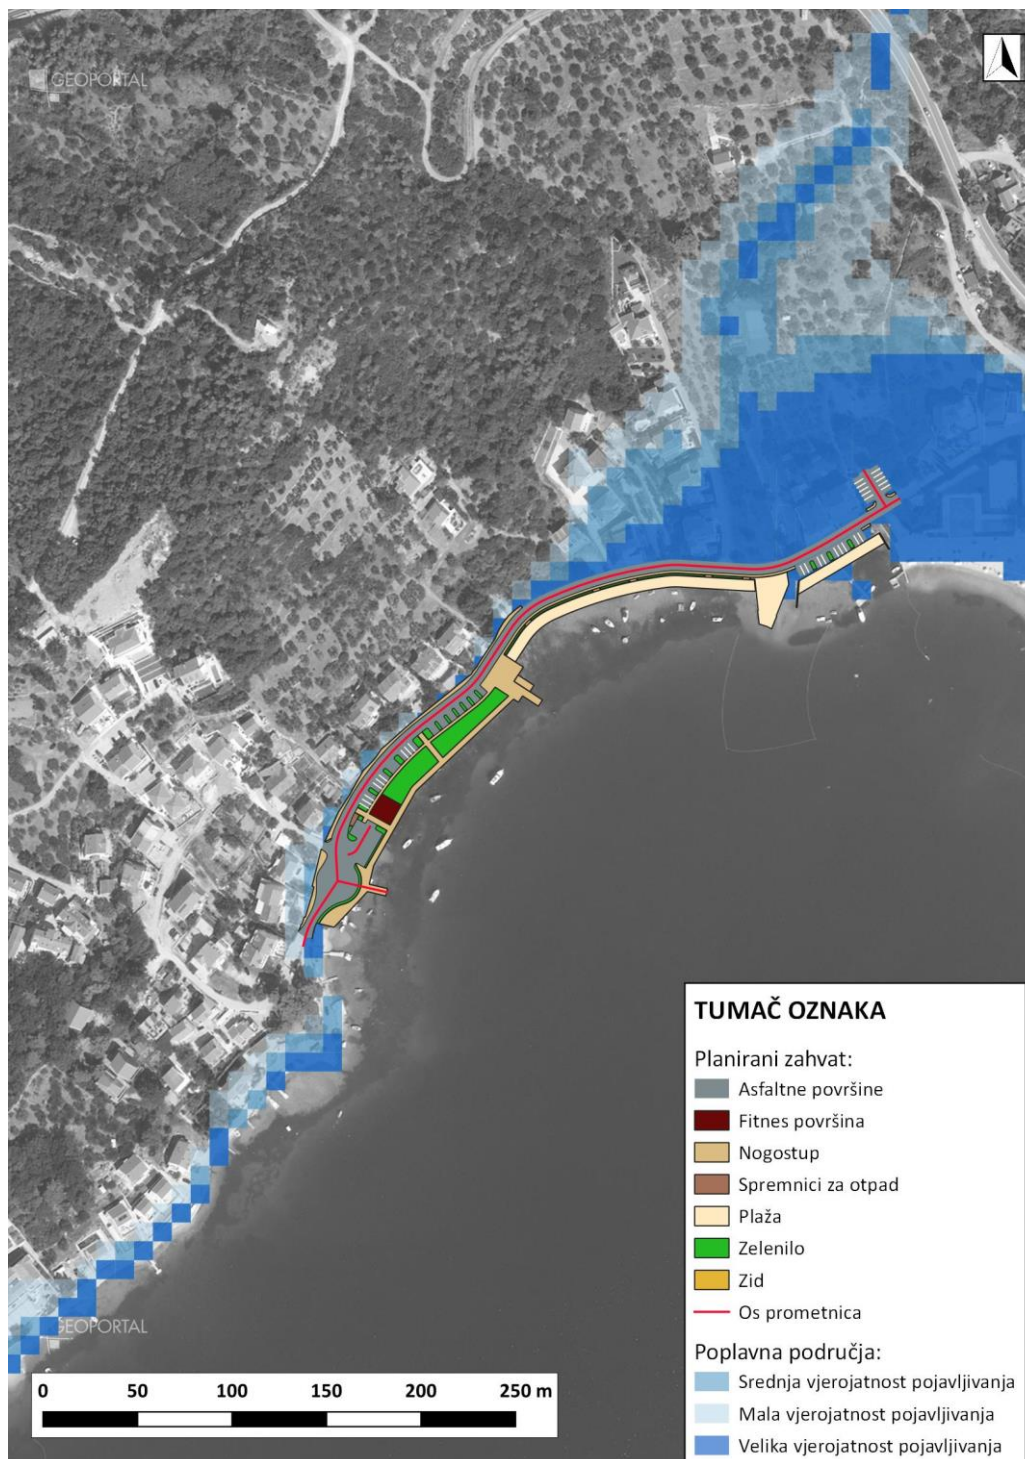 GEOPORTAL
TUMAČ OZNAKA
Planirani zahvat:
Asfaltne površine
Fitnes površina
Nogostup
Spremnici za otpad
Plaža
Zelenilo
Zid
Os prometnica
Poplavna područja:
Srednja vjerojatnost pojavljivanja
Mala vjerojatnost pojavljivanja
Velika vjerojatnost pojavljivanja
GEOPORTAL
0 50 100 150 200 250 m